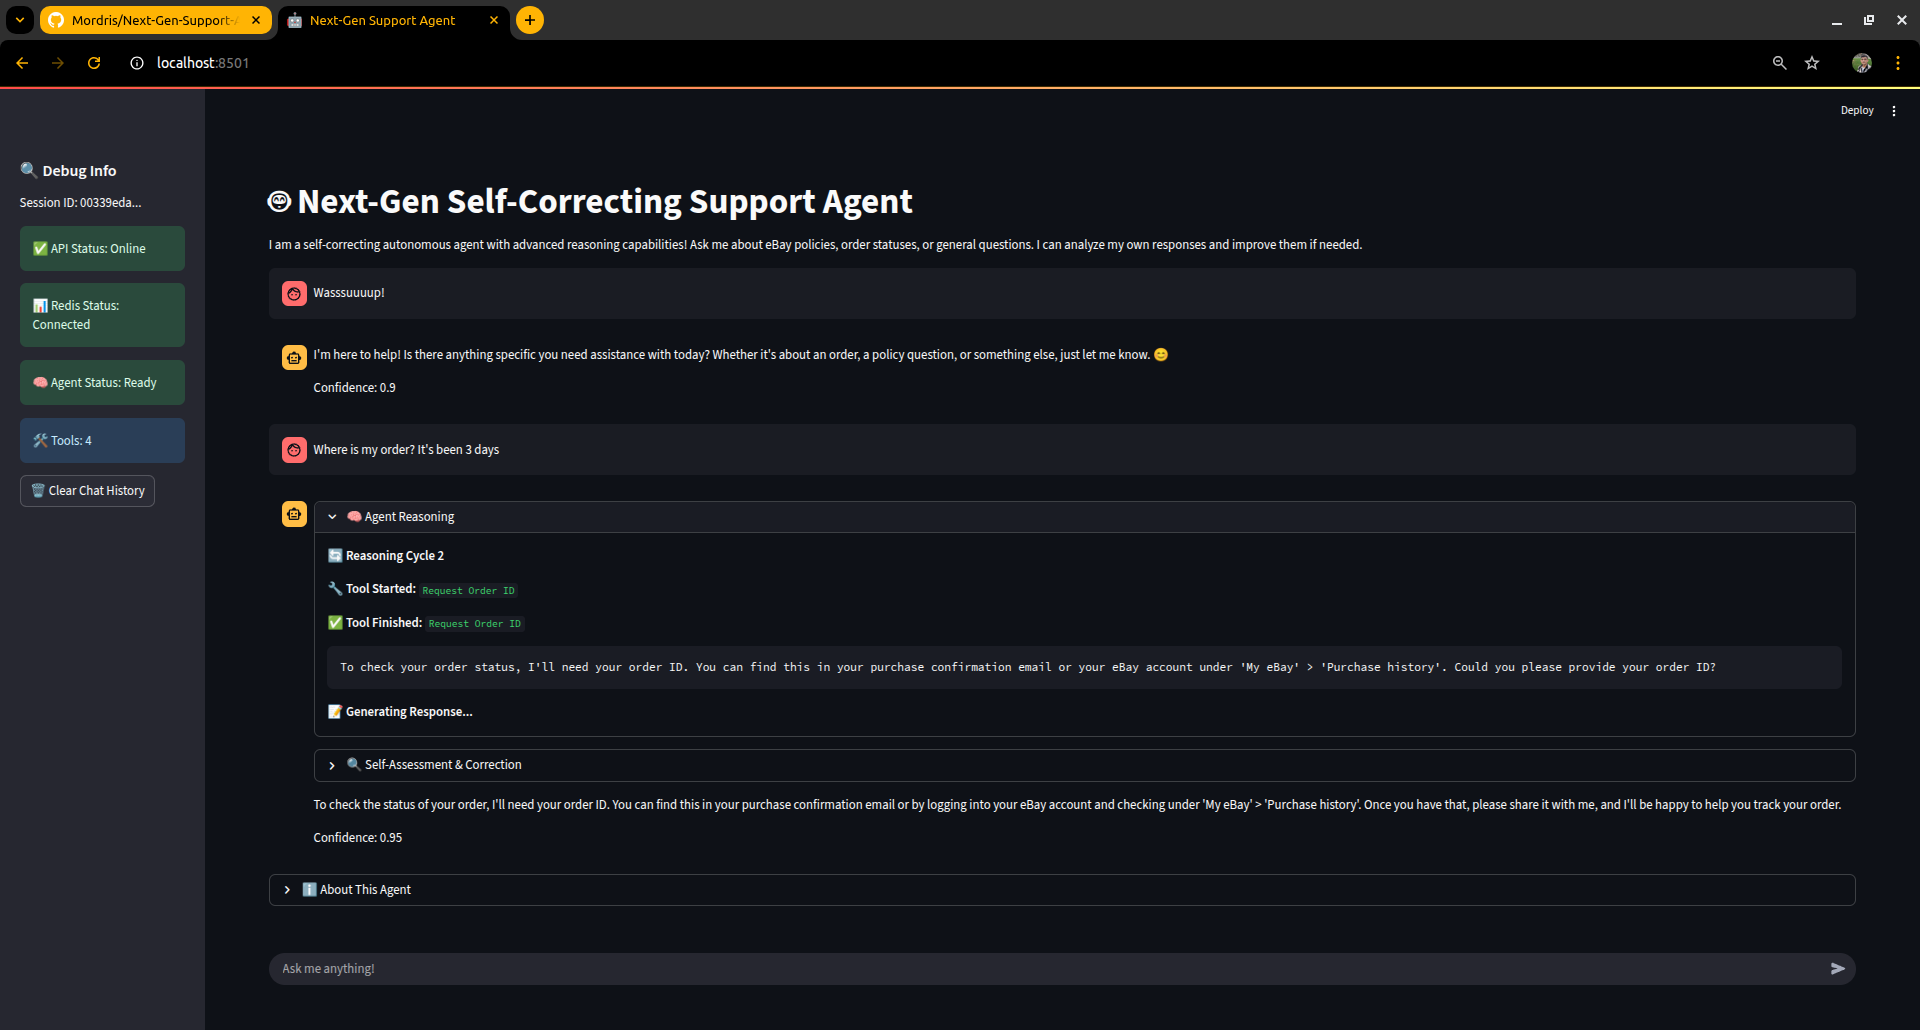 Mordris/Next-Gen-Support-
Next-Gen Support Agent
localhost:8501
Deploy
🔍 Debug Info
Session ID: 00339eda...
✅ API Status: Online
📊 Redis Status:
Connected
🧠 Agent Status: Ready
🛠️ Tools: 4
🗑️ Clear Chat History
Next-Gen Self-Correcting Support Agent
I am a self-correcting autonomous agent with advanced reasoning capabilities! Ask me about eBay policies, order statuses, or general questions. I can analyze my own responses and improve them if needed.
Wasssuuuup!
I'm here to help! Is there anything specific you need assistance with today? Whether it's about an order, a policy question, or something else, just let me know. 😊
Confidence: 0.9
Where is my order? It's been 3 days
🧠 Agent Reasoning
🔄 Reasoning Cycle 2
🔧 Tool Started: Request Order ID
✅ Tool Finished: Request Order ID
To check your order status, I'll need your order ID. You can find this in your purchase confirmation email or your eBay account under 'My eBay' > 'Purchase history'. Could you please provide your order ID?
📝 Generating Response...
🔍 Self-Assessment & Correction
To check the status of your order, I'll need your order ID. You can find this in your purchase confirmation email or by logging into your eBay account and checking under 'My eBay' > 'Purchase history'. Once you have that, please share it with me, and I'll be happy to help you track your order.
Confidence: 0.95
ℹ️ About This Agent
Ask me anything!